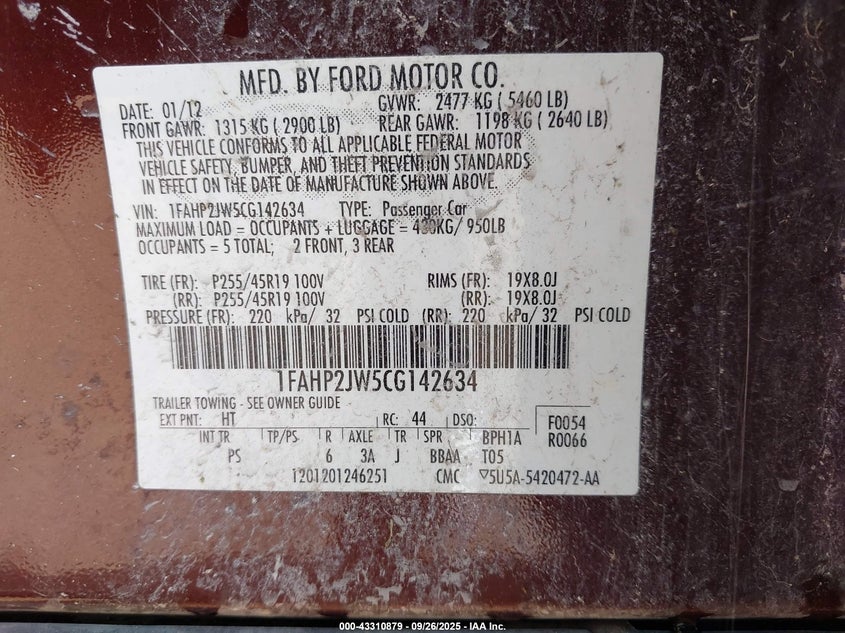 MFD. BY FORD MOTOR CO.
DATE: 01/12 GVWR: 2477 KG ( 5460 LB)
FRONT GAWR: 1315 KG ( 2900 LB) REAR GAWR: 1198 KG ( 2640 LB)
THIS VEHICLE CONFORMS TO ALL APPLICABLE FEDERAL MOTOR
VEHICLE SAFETY, BUMPER, AND THEFT PREVENTION STANDARDS
IN EFFECT ON THE DATE OF MANUFACTURE SHOWN ABOVE.
VIN: 1FAHP2JW5CG142634 TYPE: Passenger Car
MAXIMUM LOAD = OCCUPANTS + LUGGAGE = 430KG/ 950LB
OCCUPANTS = 5 TOTAL; 2 FRONT, 3 REAR
TIRE (FR): P255/45R19 100V RIMS (FR): 19X8.0J
(RR): P255/45R19 100V (RR): 19X8.0J
PRESSURE (FR): 220 kPa/ 32 PSI COLD (RR): 220 kPa/ 32 PSI COLD
1FAHP2JW5CG142634
TRAILER TOWING - SEE OWNER GUIDE
EXT PNT: HT RC: 44 DSO: F0054
INT TR TP/PS R AXLE TR SPR BPH1A R0066
PS 6 3A J BBAA T05
1201201246251 CMC 5U5A-5420472-AA
000-43310879 - 09/26/2025 - IAA Inc.